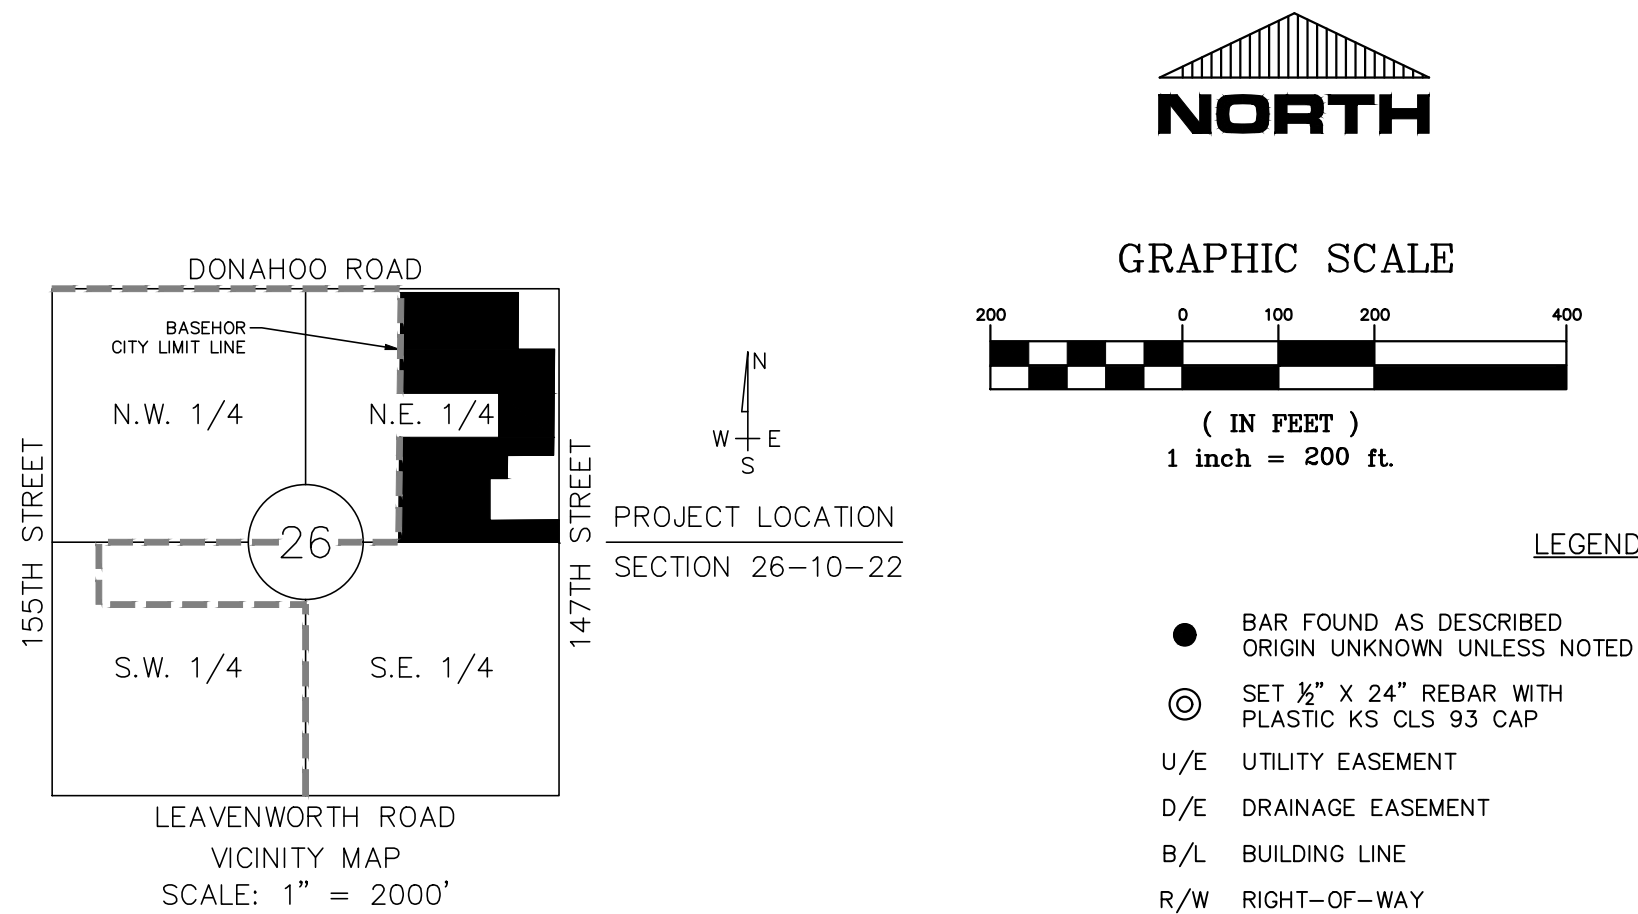 NORTH
GRAPHIC SCALE
200 0 100 200 400
( IN FEET )
1 inch = 200 ft.
DONAHOO ROAD
BASEHOR
CITY LIMIT LINE
N.W. 1/4
N.E. 1/4
155TH STREET
147TH STREET
26
S.W. 1/4
S.E. 1/4
LEAVENWORTH ROAD
VICINITY MAP
SCALE: 1" = 2000'
N
W E
S
PROJECT LOCATION
SECTION 26-10-22
LEGEND
BAR FOUND AS DESCRIBED
ORIGIN UNKNOWN UNLESS NOTED
SET ½" X 24" REBAR WITH
PLASTIC KS CLS 93 CAP
U/E UTILITY EASEMENT
D/E DRAINAGE EASEMENT
B/L BUILDING LINE
R/W RIGHT-OF-WAY